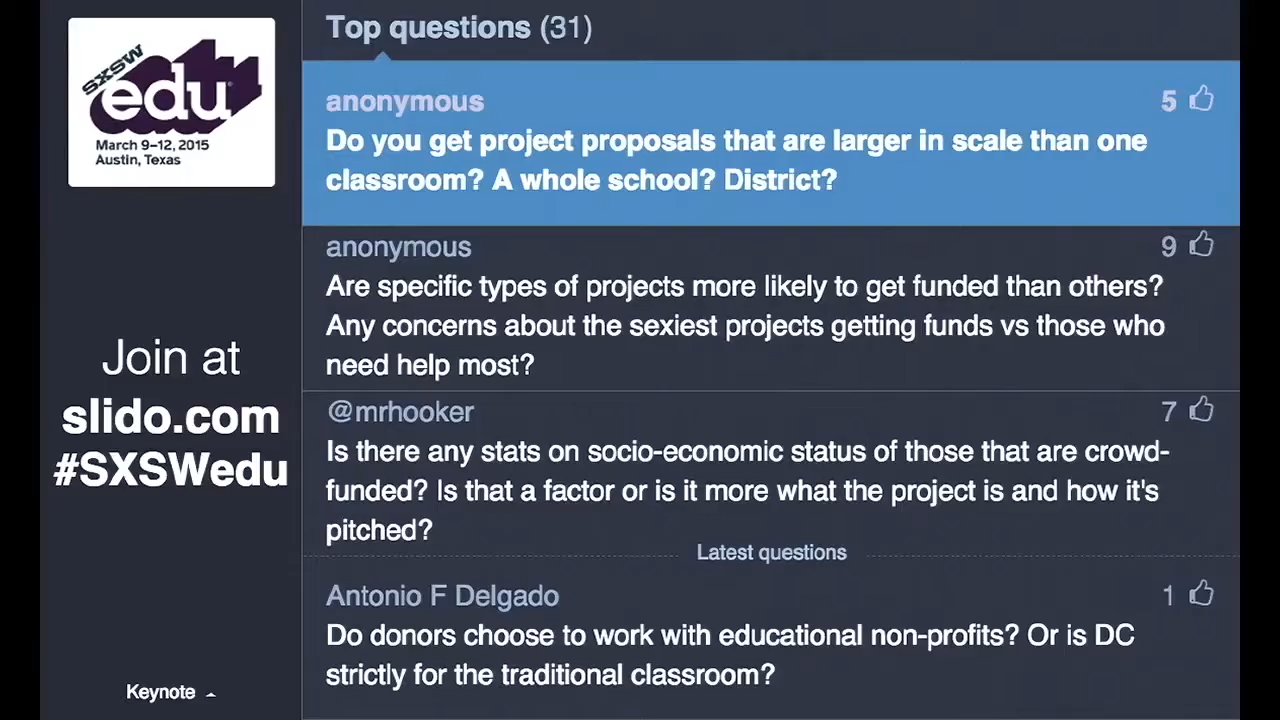 SXSW
edu
March 9–12, 2015
Austin, Texas
Join at
slido.com
#SXSWedu
Keynote
Top questions (31)
anonymous 5
Do you get project proposals that are larger in scale than one
classroom? A whole school? District?
anonymous 9
Are specific types of projects more likely to get funded than others?
Any concerns about the sexiest projects getting funds vs those who
need help most?
@mrhooker 7
Is there any stats on socio-economic status of those that are crowd-
funded? Is that a factor or is it more what the project is and how it's
pitched?
Latest questions
Antonio F Delgado 1
Do donors choose to work with educational non-profits? Or is DC
strictly for the traditional classroom?